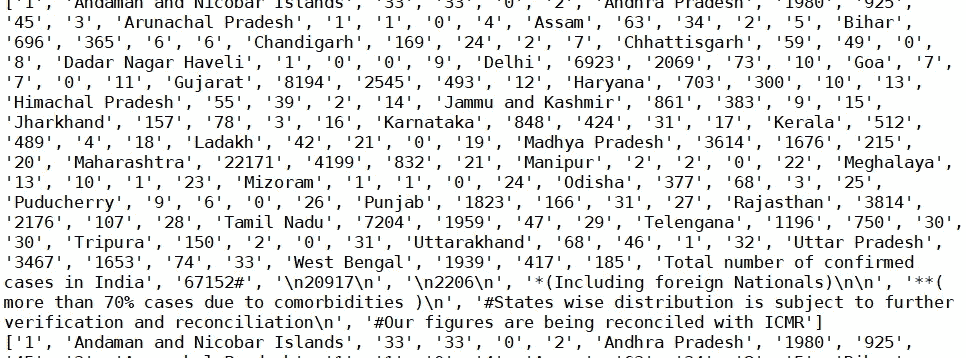 ['1', 'Andaman and Nicobar Islands', '33', '33', '0', '2', 'Andhra Pradesh', '1980', '925',
'45', '3', 'Arunachal Pradesh', '1', '1', '0', '4', 'Assam', '63', '34', '2', '5', 'Bihar',
'696', '365', '6', '6', 'Chandigarh', '169', '24', '2', '7', 'Chhattisgarh', '59', '49', '0',
'8', 'Dadar Nagar Haveli', '1', '0', '0', '9', 'Delhi', '6923', '2069', '73', '10', 'Goa', '7',
'7', '0', '11', 'Gujarat', '8194', '2545', '493', '12', 'Haryana', '703', '300', '10', '13',
'Himachal Pradesh', '55', '39', '2', '14', 'Jammu and Kashmir', '861', '383', '9', '15',
'Jharkhand', '157', '78', '3', '16', 'Karnataka', '848', '424', '31', '17', 'Kerala', '512',
'489', '4', '18', 'Ladakh', '42', '21', '0', '19', 'Madhya Pradesh', '3614', '1676', '215',
'20', 'Maharashtra', '22171', '4199', '832', '21', 'Manipur', '2', '2', '0', '22', 'Meghalaya',
'13', '10', '1', '23', 'Mizoram', '1', '1', '0', '24', 'Odisha', '377', '68', '3', '25',
'Puducherry', '9', '6', '0', '26', 'Punjab', '1823', '166', '31', '27', 'Rajasthan', '3814',
'2176', '107', '28', 'Tamil Nadu', '7204', '1959', '47', '29', 'Telengana', '1196', '750', '30',
'30', 'Tripura', '150', '2', '0', '31', 'Uttarakhand', '68', '46', '1', '32', 'Uttar Pradesh',
'3467', '1653', '74', '33', 'West Bengal', '1939', '417', '185', 'Total number of confirmed
cases in India', '67152#', '\n20917\n', '\n2206\n', '*(Including foreign Nationals)\n\n', '**(
more than 70% cases due to comorbidities )\n', '#States wise distribution is subject to further
verification and reconciliation\n', '#Our figures are being reconciled with ICMR']
['1', 'Andaman and Nicobar Islands', '33', '33', '0', '2', 'Andhra Pradesh', '1980', '925',